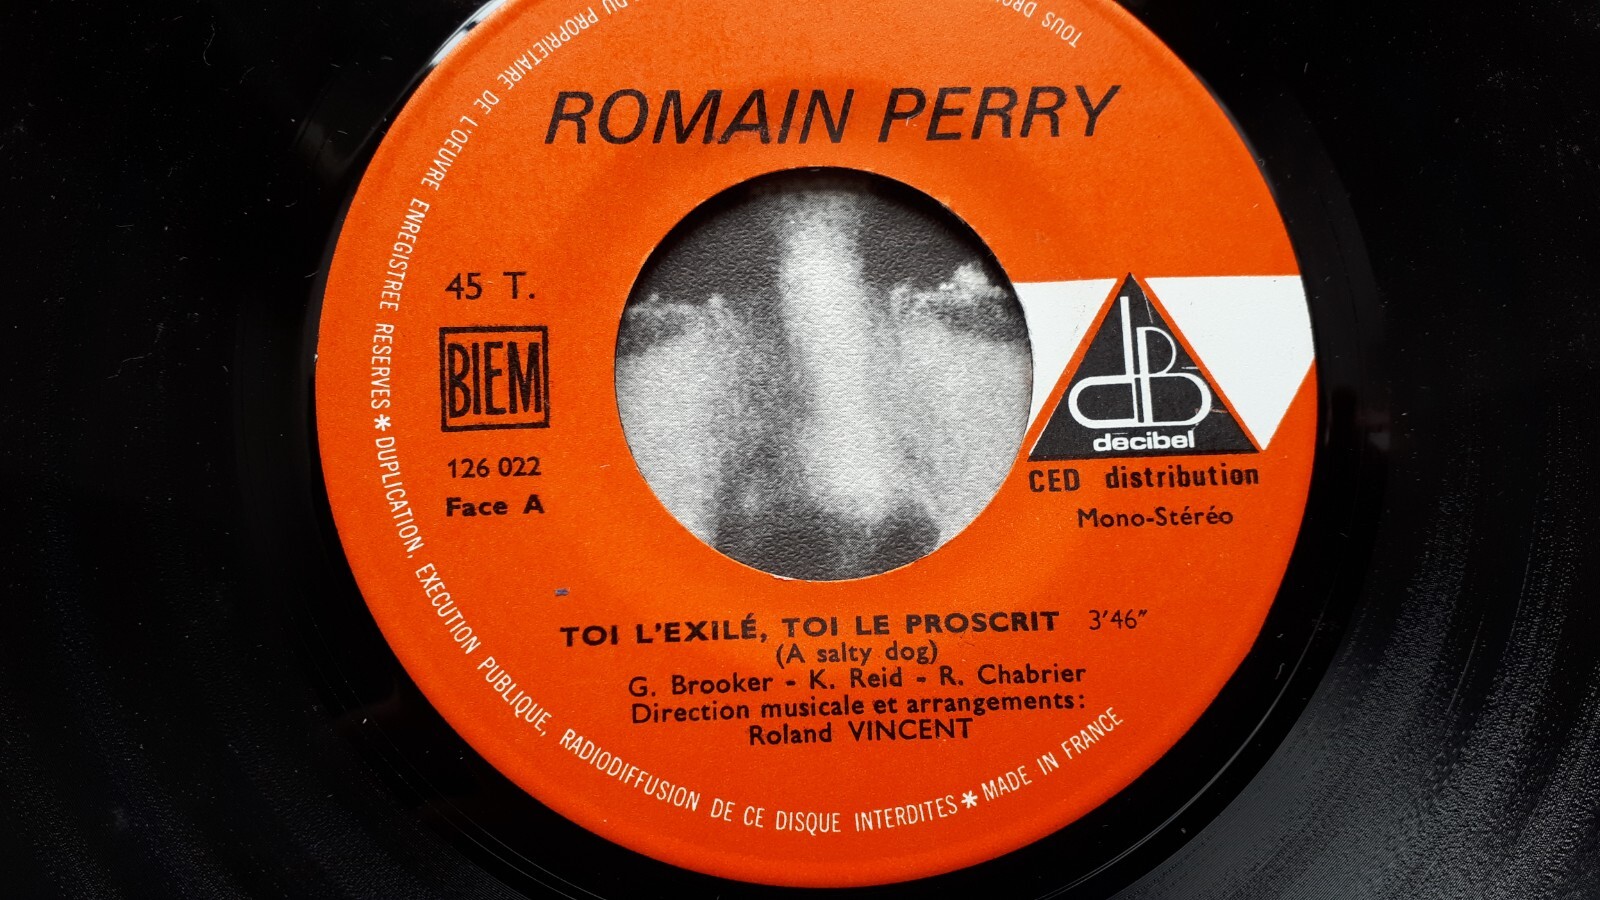 ROMAIN PERRY
45 T.
BIEM
126 022
Face A
dB
decibel
CED distribution
Mono-Stéréo
TOI L'EXILÉ, TOI LE PROSCRIT 3'46"
(A salty dog)
G. Brooker - K. Reid - R. Chabrier
Direction musicale et arrangements:
Roland VINCENT
TOUS DRO
DU PROPRIETAIRE DE L'OEUVRE ENREGISTREE RESERVES * DUPLICATION, EXECUTION PUBLIQUE, RADIODIFFUSION DE CE DISQUE INTERDITES * MADE IN FRANCE